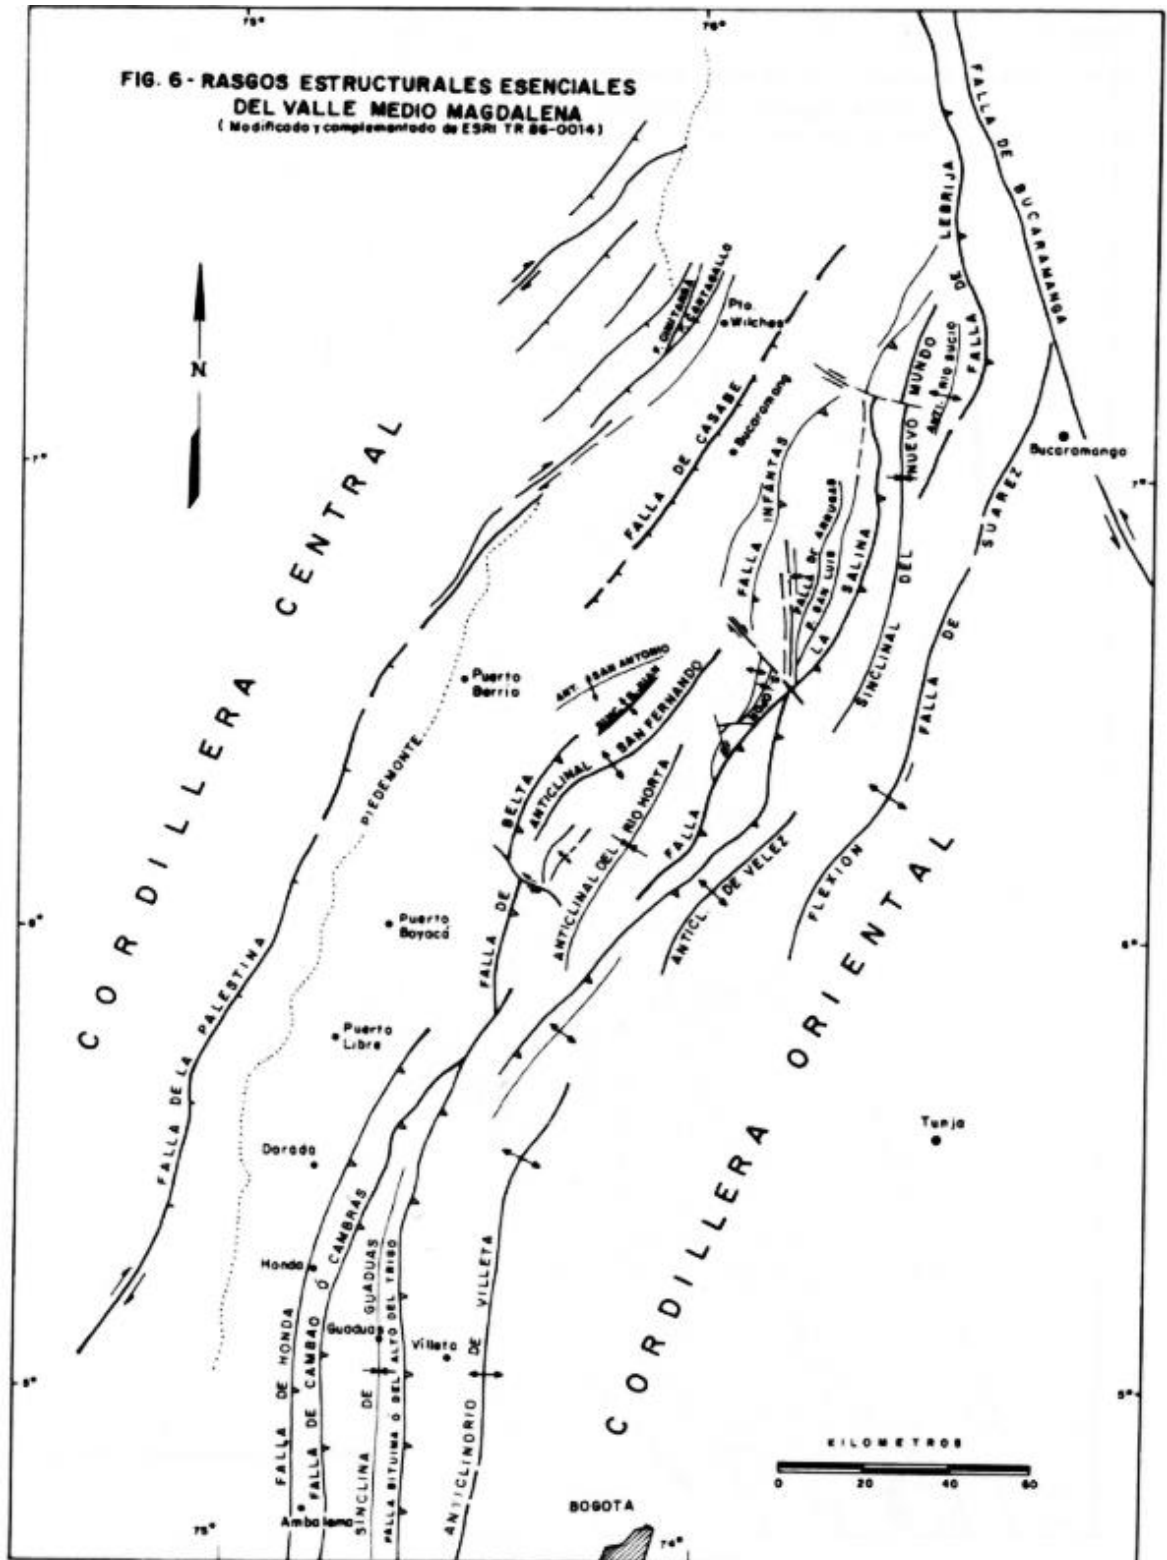 75°
76°
FIG. 6 - RASGOS ESTRUCTURALES ESENCIALES
DEL VALLE MEDIO MAGDALENA
( Modificado y complementado de ESRI TR 86-0014)
FALLA DE BUCARAMANGA
FALLA DE LEBRIJA
N
F. CIMITARRA
F. CANTAGALLO
Pto.
Wilches
FALLA DE CASABE
Bucaramang
NUEVO MUNDO
ANTI. RIO SUCIO
Bucaramanga
7°
7°
CORDILLERA CENTRAL
FALLA INFANTAS
FALLA DE ARRUGAS
F. SAN LUIS
LA SALINA
SINCLINAL DEL
FALLA DE SUAREZ
Puerto
Berrio
ANT. SAN ANTONIO
ANTICLINAL SAN FERNANDO
PIEDEMONTE
FALLA DE BELTA
ANTICLINAL DEL RIO HORTA
FALLA
ANTICL. DE VELEZ
FLEXION
6°
6°
Puerto
Boyacá
CORDILLERA ORIENTAL
FALLA DE LA PALESTINA
Puerto
Libre
Tunja
Dorada
Honda
FALLA DE HONDA
FALLA DE CAMBAO Ó CAMBRAS
SINCLINA DE GUADUAS
Guaduas
FALLA BITUIMA Ó DEL ALTO DEL TRIGO
Villeta
ANTICLINORIO DE VILLETA
5°
5°
KILOMETROS
0 20 40 60
Ambalema
BOGOTA
75°
74°